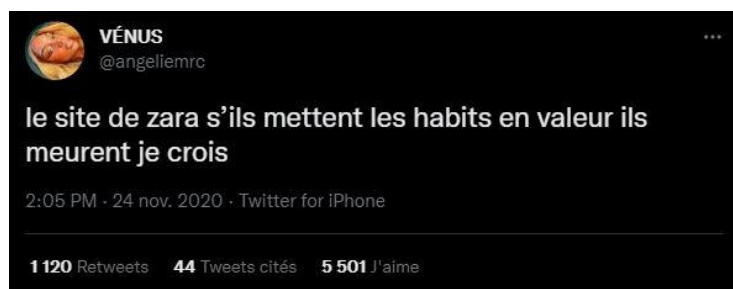 VÉNUS
@angeliemrc
le site de zara s’ils mettent les habits en valeur ils
meurent je crois
2:05 PM · 24 nov. 2020 · Twitter for iPhone
1 120 Retweets 44 Tweets cités 5 501 J'aime